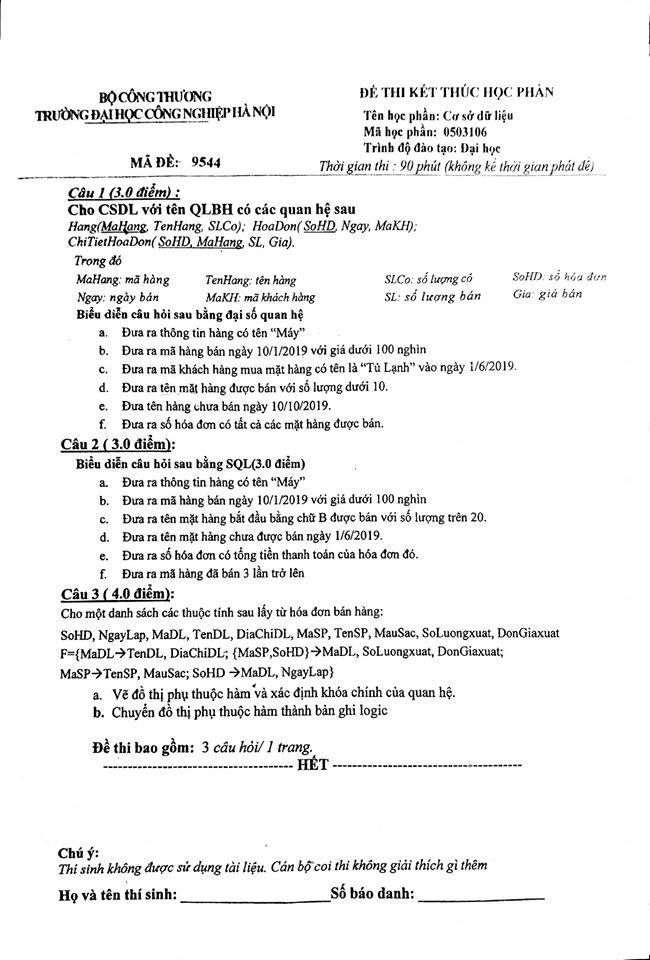 BỘ CÔNG THƯƠNG
TRƯỜNG ĐẠI HỌC CÔNG NGHIỆP HÀ NỘI
MÃ ĐỀ: 9544
ĐỀ THI KẾT THÚC HỌC PHẦN
Tên học phần: Cơ sở dữ liệu
Mã học phần: 0503106
Trình độ đào tạo: Đại học
Thời gian thi : 90 phút (không kể thời gian phát đề)
Câu 1 (3.0 điểm) :
Cho CSDL với tên QLBH có các quan hệ sau
Hang(MaHang, TenHang, SLCo); HoaDon( SoHD, Ngay, MaKH);
ChiTietHoaDon( SoHD, MaHang, SL, Gia).
Trong đó
MaHang: mã hàng TenHang: tên hàng SLCo: số lượng có SoHD: số hóa đơn
Ngay: ngày bán MaKH: mã khách hàng SL: số lượng bán Gia: giá bán
Biểu diễn câu hỏi sau bằng đại số quan hệ
a. Đưa ra thông tin hàng có tên “Máy”
b. Đưa ra mã hàng bán ngày 10/1/2019 với giá dưới 100 nghìn
c. Đưa ra mã khách hàng mua mặt hàng có tên là “Tủ Lạnh” vào ngày 1/6/2019.
d. Đưa ra tên mặt hàng được bán với số lượng dưới 10.
e. Đưa tên hàng chưa bán ngày 10/10/2019.
f. Đưa ra số hóa đơn có tất cả các mặt hàng được bán.
Câu 2 ( 3.0 điểm):
Biểu diễn câu hỏi sau bằng SQL(3.0 điểm)
a. Đưa ra thông tin hàng có tên “Máy”
b. Đưa ra mã hàng bán ngày 10/1/2019 với giá dưới 100 nghìn
c. Đưa ra tên mặt hàng bắt đầu bằng chữ B được bán với số lượng trên 20.
d. Đưa ra tên mặt hàng chưa được bán ngày 1/6/2019.
e. Đưa ra số hóa đơn có tổng tiền thanh toán của hóa đơn đó.
f. Đưa ra mã hàng đã bán 3 lần trở lên
Câu 3 ( 4.0 điểm):
Cho một danh sách các thuộc tính sau lấy từ hóa đơn bán hàng:
SoHD, NgayLap, MaDL, TenDL, DiaChiDL, MaSP, TenSP, MauSac, SoLuongxuat, DonGiaxuat
F={MaDL→TenDL, DiaChiDL; {MaSP,SoHD}→MaDL, SoLuongxuat, DonGiaxuat;
MaSP→TenSP, MauSac; SoHD →MaDL, NgayLap}
a. Vẽ đồ thị phụ thuộc hàm và xác định khóa chính của quan hệ.
b. Chuyển đồ thị phụ thuộc hàm thành bản ghi logic
Đề thi bao gồm: 3 câu hỏi/ 1 trang.
--------------------------------------- HẾT ---------------------------------------
Chú ý:
Thí sinh không được sử dụng tài liệu. Cán bộ coi thi không giải thích gì thêm
Họ và tên thí sinh: ____________________Số báo danh: ________________